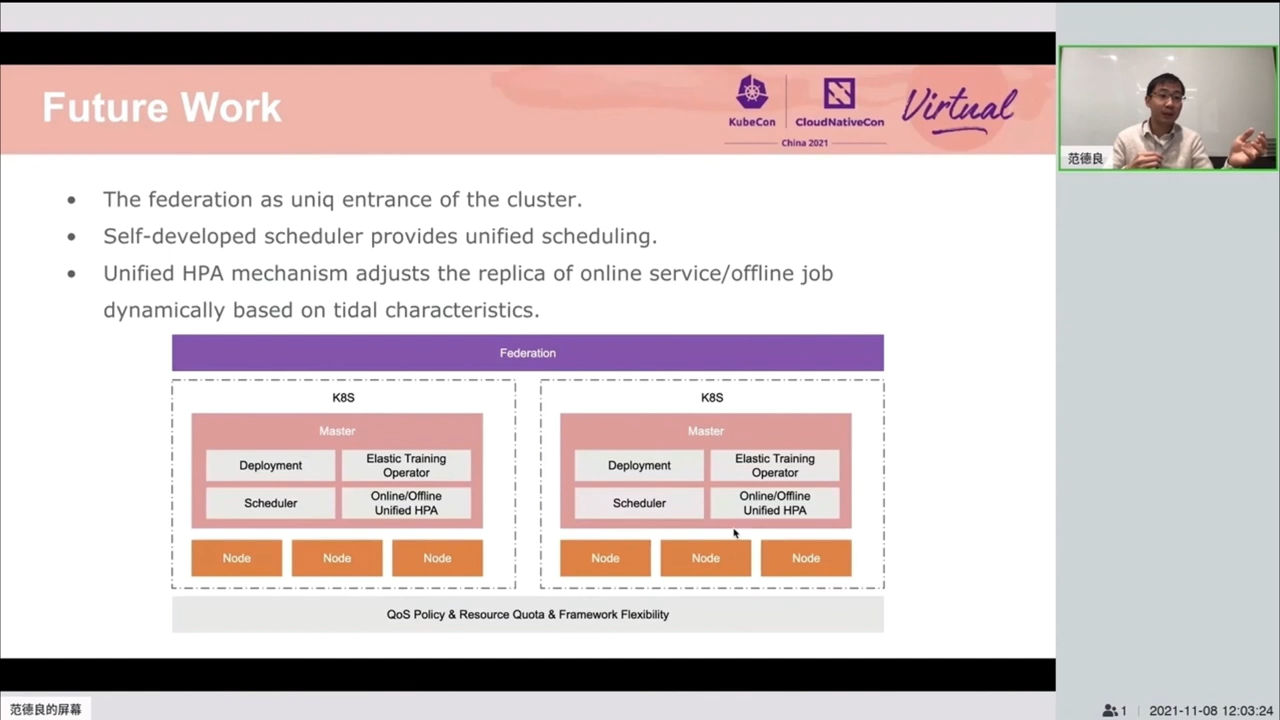 Future Work
KubeCon
CloudNativeCon
China 2021
Virtual
范德良
• The federation as uniq entrance of the cluster.
• Self-developed scheduler provides unified scheduling.
• Unified HPA mechanism adjusts the replica of online service/offline job
dynamically based on tidal characteristics.
Federation
K8S
Master
Deployment
Elastic Training
Operator
Scheduler
Online/Offline
Unified HPA
Node
Node
Node
K8S
Master
Deployment
Elastic Training
Operator
Scheduler
Online/Offline
Unified HPA
Node
Node
Node
QoS Policy & Resource Quota & Framework Flexibility
范德良的屏幕
1
2021-11-08 12:03:24